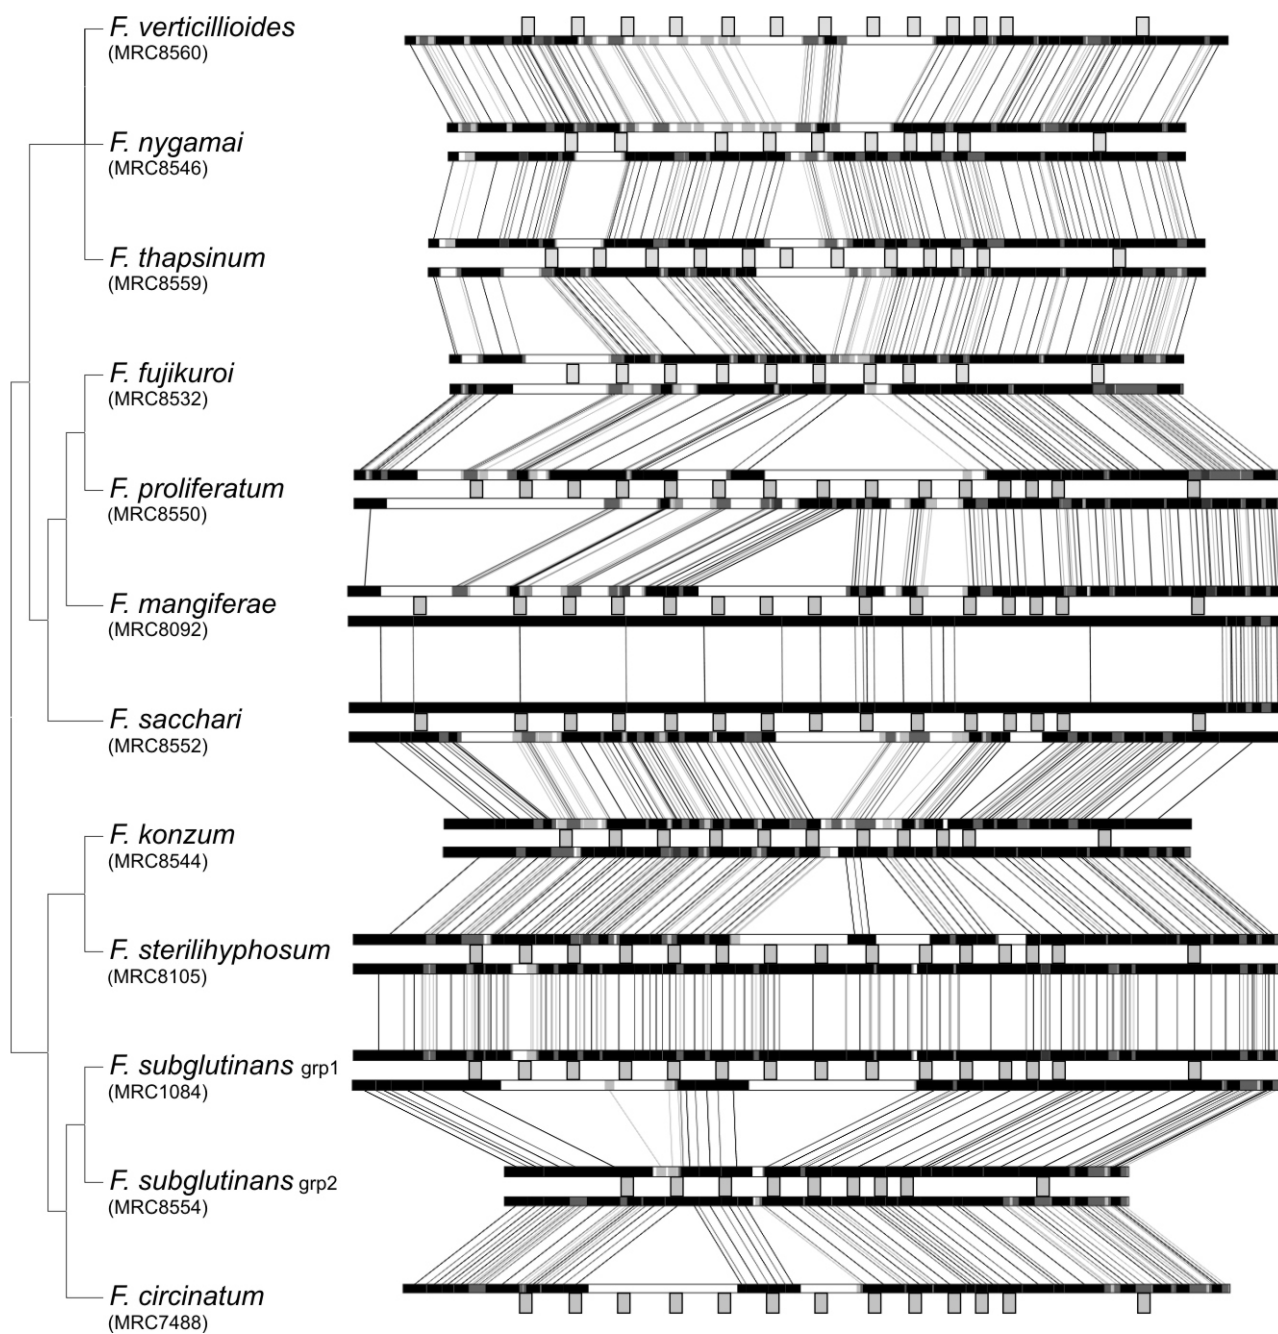 F. verticillioides
(MRC8560)
F. nygamai
(MRC8546)
F. thapsinum
(MRC8559)
F. fujikuroi
(MRC8532)
F. proliferatum
(MRC8550)
F. mangiferae
(MRC8092)
F. sacchari
(MRC8552)
F. konzum
(MRC8544)
F. sterilihyphosum
(MRC8105)
F. subglutinans grp1
(MRC1084)
F. subglutinans grp2
(MRC8554)
F. circinatum
(MRC7488)